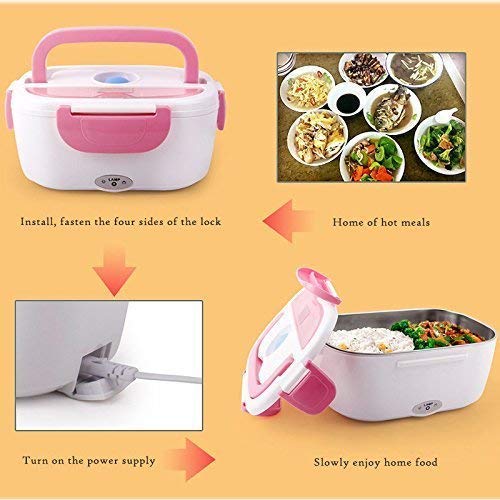 LAMP
Install, fasten the four sides of the lock
Home of hot meals
Turn on the power supply
Slowly enjoy home food